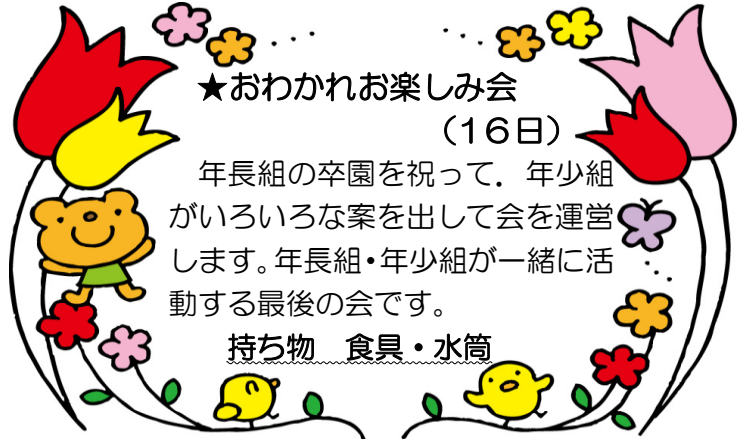 ★おわかれお楽しみ会
（１６日）
年長組の卒園を祝って．年少組
がいろいろな案を出して会を運営
します。年長組・年少組が一緒に活
動する最後の会です。
持ち物　食具・水筒